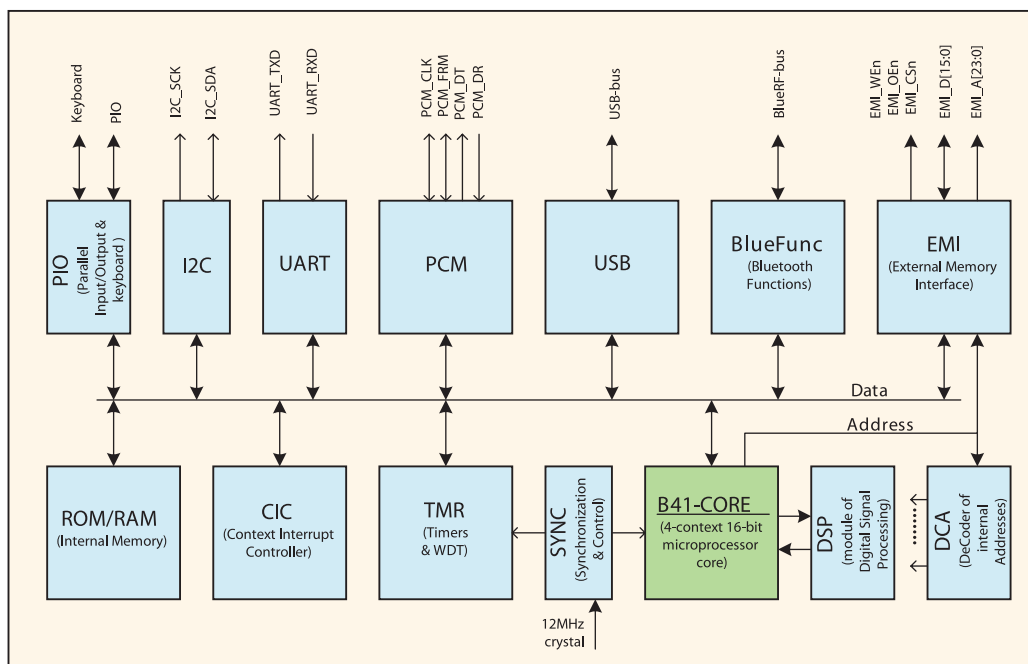 Keyboard
PIO
I2C_SCK
I2C_SDA
UART_TXD
UART_RXD
PCM_CLK
PCM_FRM
PCM_DT
PCM_DR
USB-bus
BlueRF-bus
EMI_WEn
EMI_OEn
EMI_CSn
EMI_D[15:0]
EMI_A[23:0]
PIO
(Parallel
Input/Output &
keyboard )
I2C
UART
PCM
USB
BlueFunc
(Bluetooth
Functions)
EMI
(External Memory
Interface)
Data
Address
ROM/RAM
(Internal Memory)
CIC
(Context Interrupt
Controller)
TMR
(Timers
& WDT)
SYNC
(Synchronization
& Control)
B41-CORE
(4-context 16-bit
microprocessor
core)
DSP
(module of
Digital Signal
Processing)
DCA
(DeCoder of
internal
Addresses)
12MHz
crystal